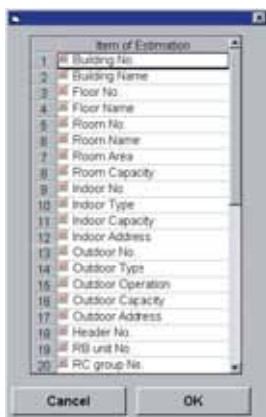 Item of Estimation
1 Building No.
2 Building Name
3 Floor No.
4 Floor Name
5 Room No.
6 Room Name
7 Room Area
8 Room Capacity
9 Indoor No
10 Indoor Type
11 Indoor Capacity
12 Indoor Address
13 Outdoor No.
14 Outdoor Type
15 Outdoor Operation
16 Outdoor Capacity
17 Outdoor Address
18 Header No.
19 RB unit No.
20 RC group No.
Cancel OK